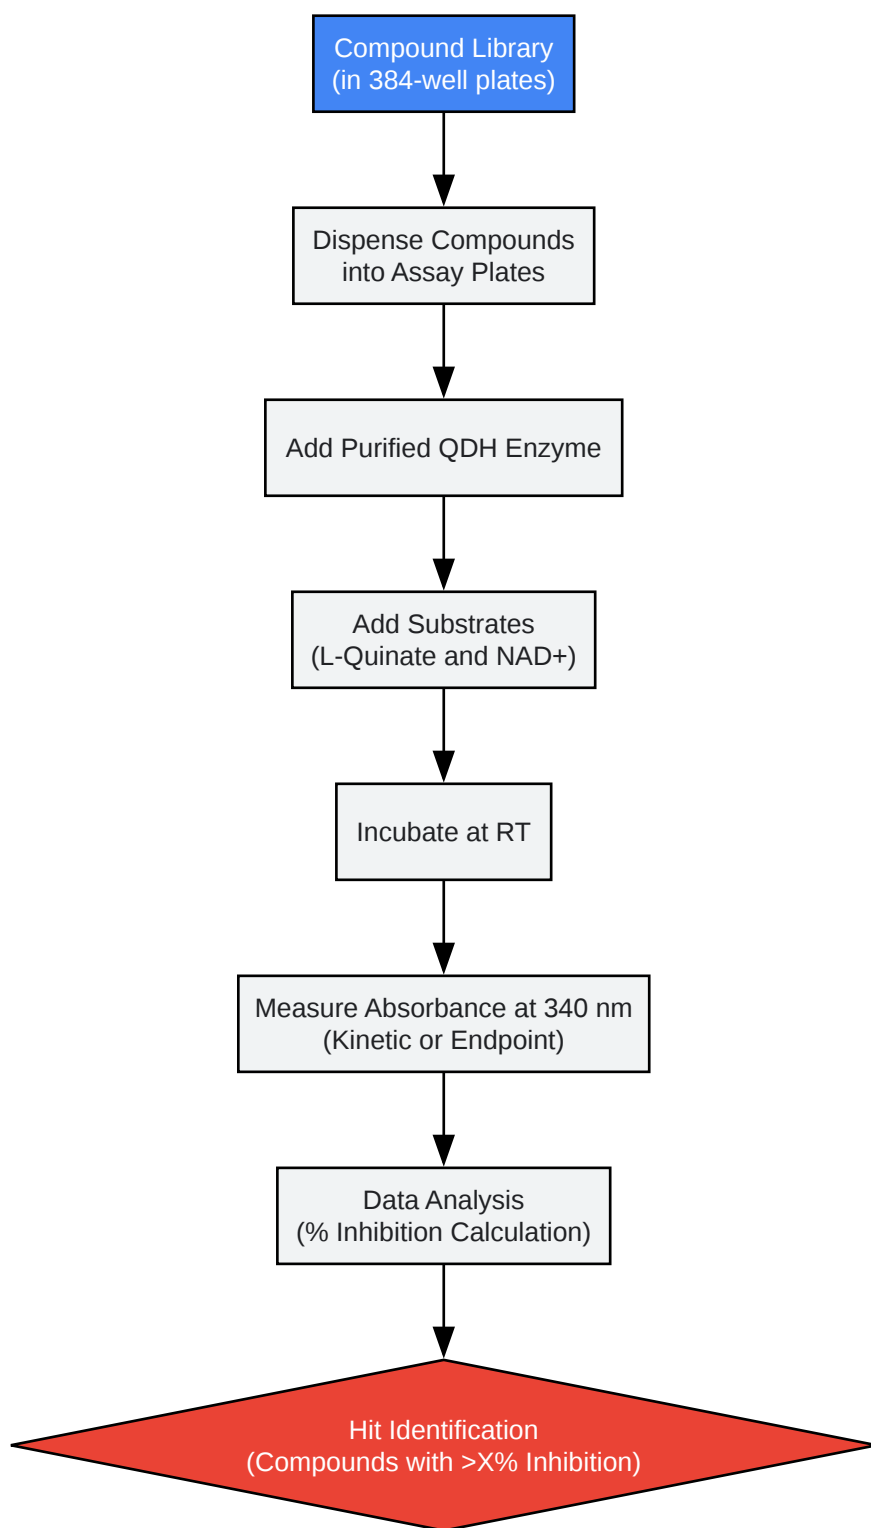 Compound Library
(in 384-well plates)
Dispense Compounds
into Assay Plates
Add Purified QDH Enzyme
Add Substrates
(L-Quinate and NAD+)
Incubate at RT
Measure Absorbance at 340 nm
(Kinetic or Endpoint)
Data Analysis
(% Inhibition Calculation)
Hit Identification
(Compounds with >X% Inhibition)